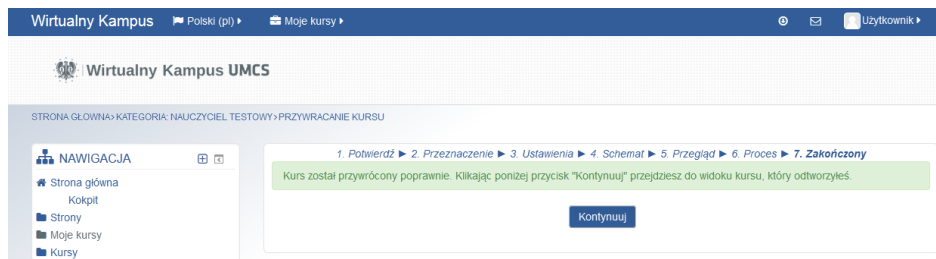 Wirtualny Kampus Polski (pl) Moje kursy Użytkownik
Wirtualny Kampus UMCS
STRONA GŁOWNA›KATEGORIA: NAUCZYCIEL TESTOWY›PRZYWRACANIE KURSU
NAWIGACJA
Strona główna
Kokpit
Strony
Moje kursy
Kursy
1. Potwierdź ► 2. Przeznaczenie ► 3. Ustawienia ► 4. Schemat ► 5. Przegląd ► 6. Proces ► 7. Zakończony
Kurs został przywrócony poprawnie. Klikając poniżej przycisk "Kontynuuj" przejdziesz do widoku kursu, który odtworzyłeś.
Kontynuuj